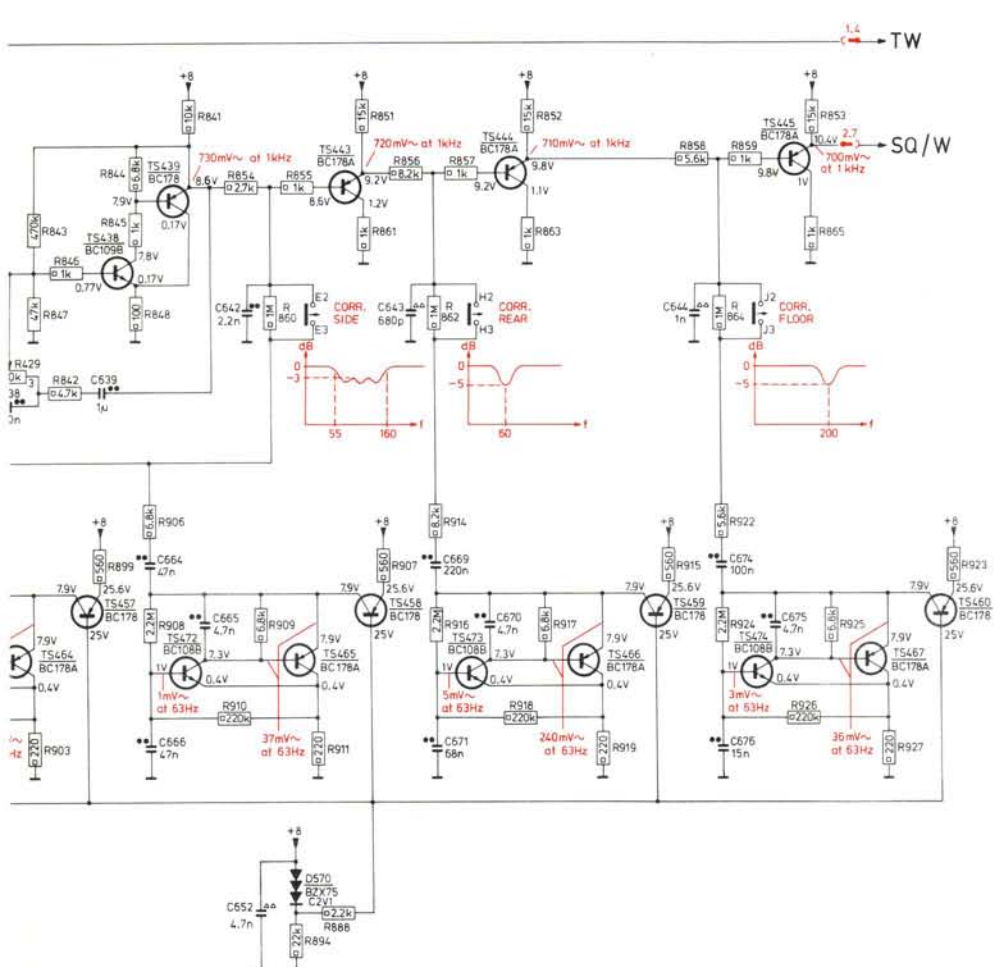 1.4
TW
+8
+8
+8
+8
10k R841
15k R851
15k R852
15k R853
TS439
BC178
730mV~ at 1kHz
TS443
BC178A
720mV~ at 1kHz
TS444
BC178A
710mV~ at 1kHz
TS445
BC178A
10.4V
2.7
SQ/W
700mV~
at 1kHz
R844 6.8k
8.6V
R854
2.7k
R855
1k
8.6V
9.2V
R856
8.2k
R857
1k
9.2V
9.8V
R858
5.6k
R859
1k
9.8V
7.9V
0.17V
1.2V
1.1V
1V
470k R843
R845 1k
TS438
BC109B
7.8V
1k R861
1k R863
1k R865
R846
1k
0.77V
0.17V
47k R847
100 R848
C642
2.2n
1M R
860
E2
E3
CORR.
SIDE
C643
680p
1M R
862
H2
H3
CORR.
REAR
C644
1n
1M R
864
J2
J3
CORR.
FLOOR
R429
0k 3
38
0n
R842
4.7k
C639
1µ
dB
0
-3
55 160 f
dB
0
-5
60 f
dB
0
-5
200 f
6.8k R906
8.2k R914
5.6k R922
+8
+8
+8
+8
560 R899
C664
47n
560 R907
C669
220n
560 R915
C674
100n
560 R923
7.9V 25.6V
7.9V 25.6V
7.9V 25.6V
7.9V 25.6V
TS457
BC178
25V
TS458
BC178
25V
TS459
BC178
25V
TS460
BC178
25V
2.2M R908
C665
4.7n
6.8k R909
2.2M R916
C670
4.7n
6.8k R917
2.2M R924
C675
4.7n
6.8k R925
7.9V
TS464
BC178A
0.4V
TS472
BC108B
7.3V
1V
0.4V
7.9V
TS465
BC178A
0.4V
TS473
BC108B
7.3V
1V
0.4V
7.9V
TS466
BC178A
0.4V
TS474
BC108B
7.3V
1V
0.4V
7.9V
TS467
BC178A
0.4V
1mV~
at 63Hz
5mV~
at 63Hz
3mV~
at 63Hz
R910
220k
R918
220k
R926
220k
~
Hz
220 R903
C666
47n
37mV~
at 63Hz
220 R911
C671
68n
240mV~
at 63Hz
220 R919
C676
15n
36mV~
at 63Hz
220 R927
+8
D570
BZX75
C2V1
C652
4.7n
2.2k
R888
22k R894